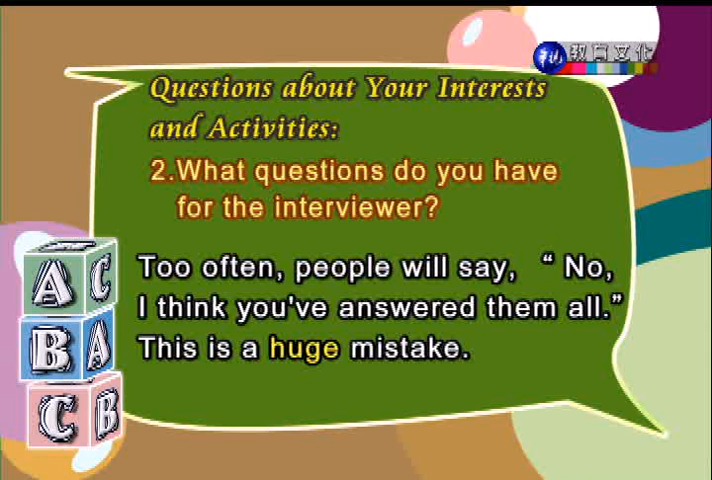 教育文化
Questions about Your Interests
and Activities:
2.What questions do you have
for the interviewer?
Too often, people will say, “ No,
I think you've answered them all.”
This is a huge mistake.
A C
B A
C B